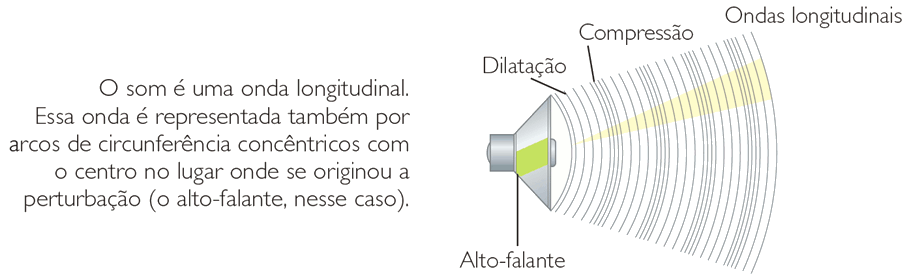 O som é uma onda longitudinal.
Essa onda é representada também por
arcos de circunferência concêntricos com
o centro no lugar onde se originou a
perturbação (o alto-falante, nesse caso).
Ondas longitudinais
Compressão
Dilatação
Alto-falante